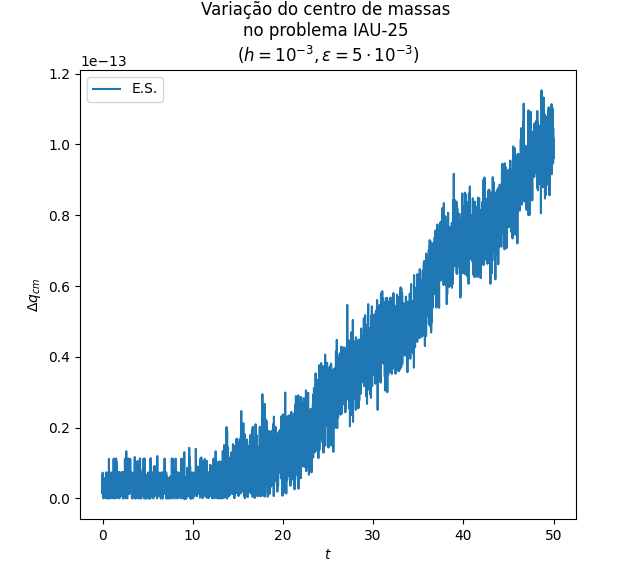 Variação do centro de massas
no problema IAU-25
(h = 10⁻³, ε = 5 · 10⁻³)
1e−13
E.S.
1.2
1.0
0.8
0.6
0.4
0.2
0.0
Δq_cm
0 10 20 30 40 50
t